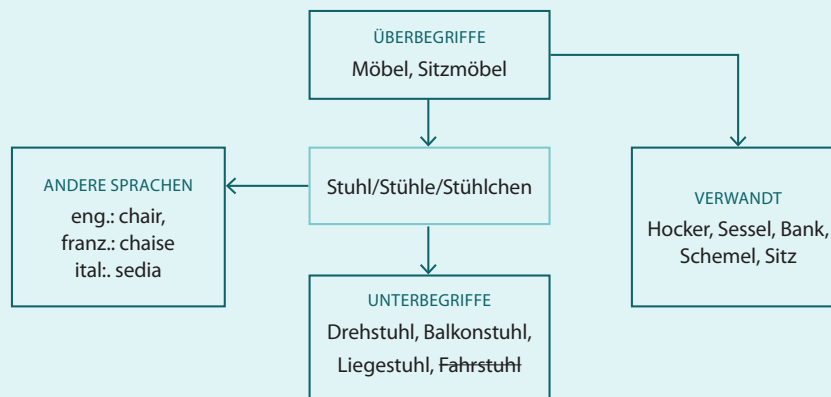 ÜBERBEGRIFFE
Möbel, Sitzmöbel
ANDERE SPRACHEN
eng.: chair,
franz.: chaise
ital:. sedia
Stuhl/Stühle/Stühlchen
VERWANDT
Hocker, Sessel, Bank,
Schemel, Sitz
UNTERBEGRIFFE
Drehstuhl, Balkonstuhl,
Liegestuhl, Fahrstuhl